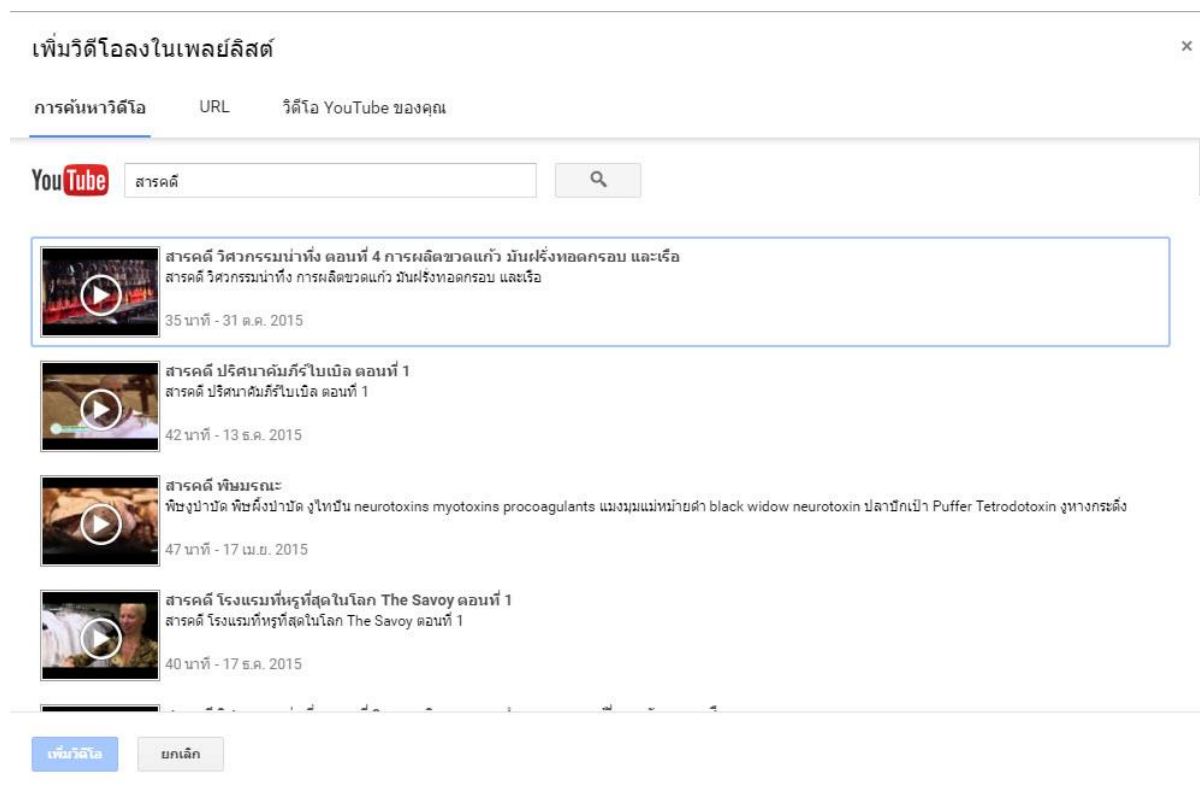 เพิ่มวิดีโอลงในเพลย์ลิสต์
×
การค้นหาวิดีโอ URL วิดีโอ YouTube ของคุณ
YouTube สารคดี
สารคดี วิศวกรรมน่าทึ่ง ตอนที่ 4 การผลิตขวดแก้ว มันฝรั่งทอดกรอบ และเรือ
สารคดี วิศวกรรมน่าทึ่ง การผลิตขวดแก้ว มันฝรั่งทอดกรอบ และเรือ
35 นาที - 31 ต.ค. 2015
สารคดี ปริศนาคัมภีร์ไบเบิล ตอนที่ 1
สารคดี ปริศนาคัมภีร์ไบเบิล ตอนที่ 1
42 นาที - 13 ธ.ค. 2015
สารคดี พิษมรณะ
พิษงูบำบัด พิษผึ้งบำบัด งูไทปัน neurotoxins myotoxins procoagulants แมงมุมแม่หม้ายดำ black widow neurotoxin ปลาปักเป้า Puffer Tetrodotoxin งูหางกระดิ่ง
47 นาที - 17 เม.ย. 2015
สารคดี โรงแรมที่หรูที่สุดในโลก The Savoy ตอนที่ 1
สารคดี โรงแรมที่หรูที่สุดในโลก The Savoy ตอนที่ 1
40 นาที - 17 ธ.ค. 2015
เพิ่มวิดีโอ ยกเลิก